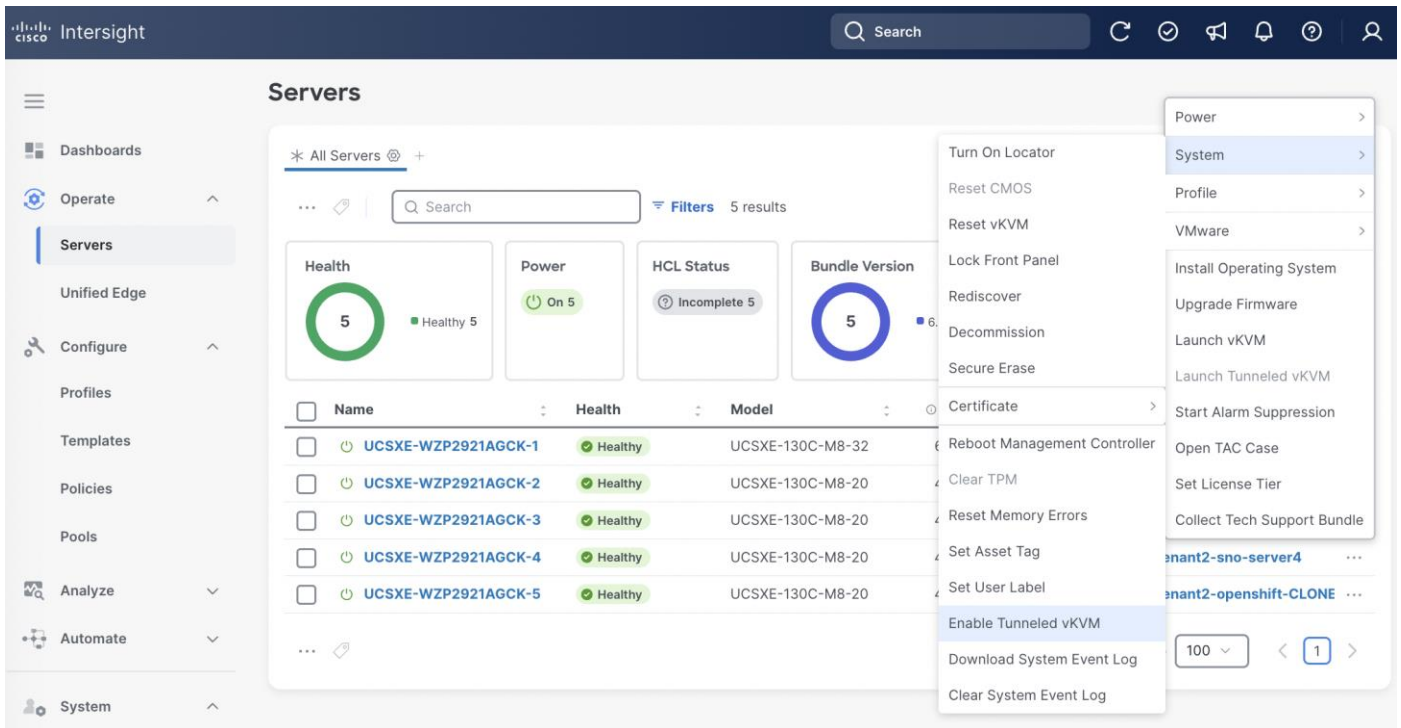 cisco Intersight
Search
Servers
Dashboards
Operate
Servers
Unified Edge
Configure
Profiles
Templates
Policies
Pools
Analyze
Automate
System
All Servers +
... Search Filters 5 results
Health
5
Healthy 5
Power
On 5
HCL Status
Incomplete 5
Bundle Version
5
6.
Name Health Model
UCSXE-WZP2921AGCK-1 Healthy UCSXE-130C-M8-32
UCSXE-WZP2921AGCK-2 Healthy UCSXE-130C-M8-20
UCSXE-WZP2921AGCK-3 Healthy UCSXE-130C-M8-20
UCSXE-WZP2921AGCK-4 Healthy UCSXE-130C-M8-20 enant2-sno-server4 ...
UCSXE-WZP2921AGCK-5 Healthy UCSXE-130C-M8-20 enant2-openshift-CLONE ...
... 100 < 1 >
Turn On Locator
Reset CMOS
Reset vKVM
Lock Front Panel
Rediscover
Decommission
Secure Erase
Certificate >
Reboot Management Controller
Clear TPM
Reset Memory Errors
Set Asset Tag
Set User Label
Enable Tunneled vKVM
Download System Event Log
Clear System Event Log
Power >
System >
Profile >
VMware >
Install Operating System
Upgrade Firmware
Launch vKVM
Launch Tunneled vKVM
Start Alarm Suppression
Open TAC Case
Set License Tier
Collect Tech Support Bundle